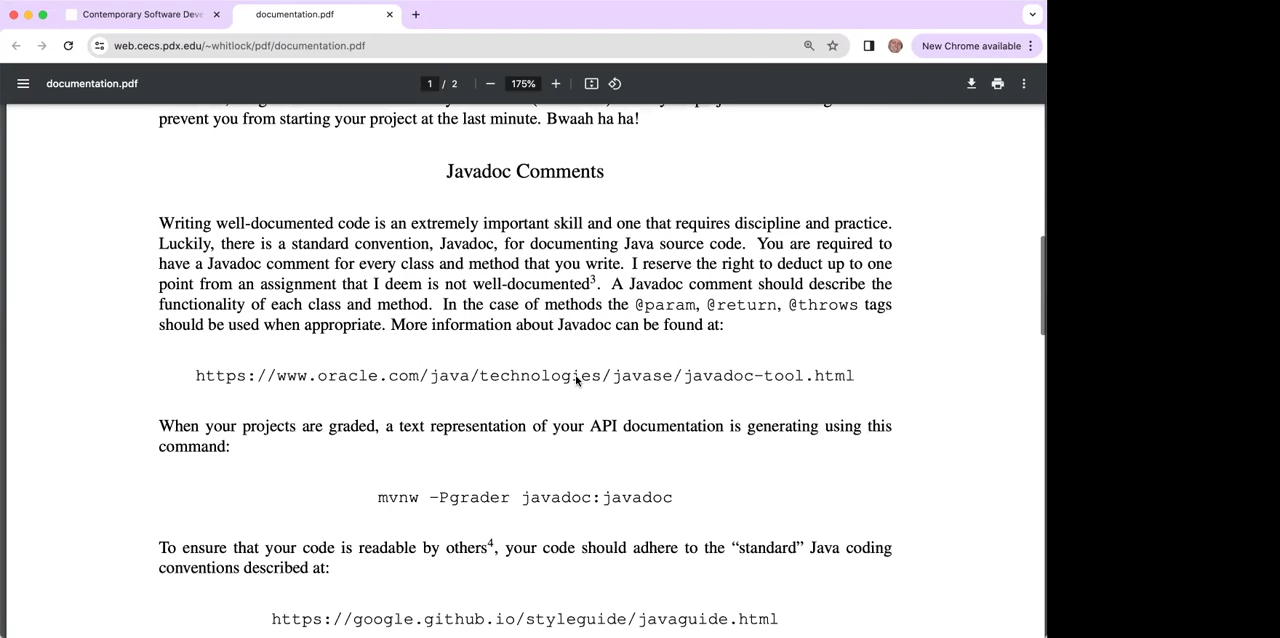 Contemporary Software Deve
documentation.pdf
web.cecs.pdx.edu/~whitlock/pdf/documentation.pdf
New Chrome available
documentation.pdf
1 / 2
175%
prevent you from starting your project at the last minute. Bwaah ha ha!
Javadoc Comments
Writing well-documented code is an extremely important skill and one that requires discipline and practice.
Luckily, there is a standard convention, Javadoc, for documenting Java source code. You are required to
have a Javadoc comment for every class and method that you write. I reserve the right to deduct up to one
point from an assignment that I deem is not well-documented3. A Javadoc comment should describe the
functionality of each class and method. In the case of methods the @param, @return, @throws tags
should be used when appropriate. More information about Javadoc can be found at:
https://www.oracle.com/java/technologies/javase/javadoc-tool.html
When your projects are graded, a text representation of your API documentation is generating using this
command:
mvnw -Pgrader javadoc:javadoc
To ensure that your code is readable by others4, your code should adhere to the “standard” Java coding
conventions described at:
https://google.github.io/styleguide/javaguide.html